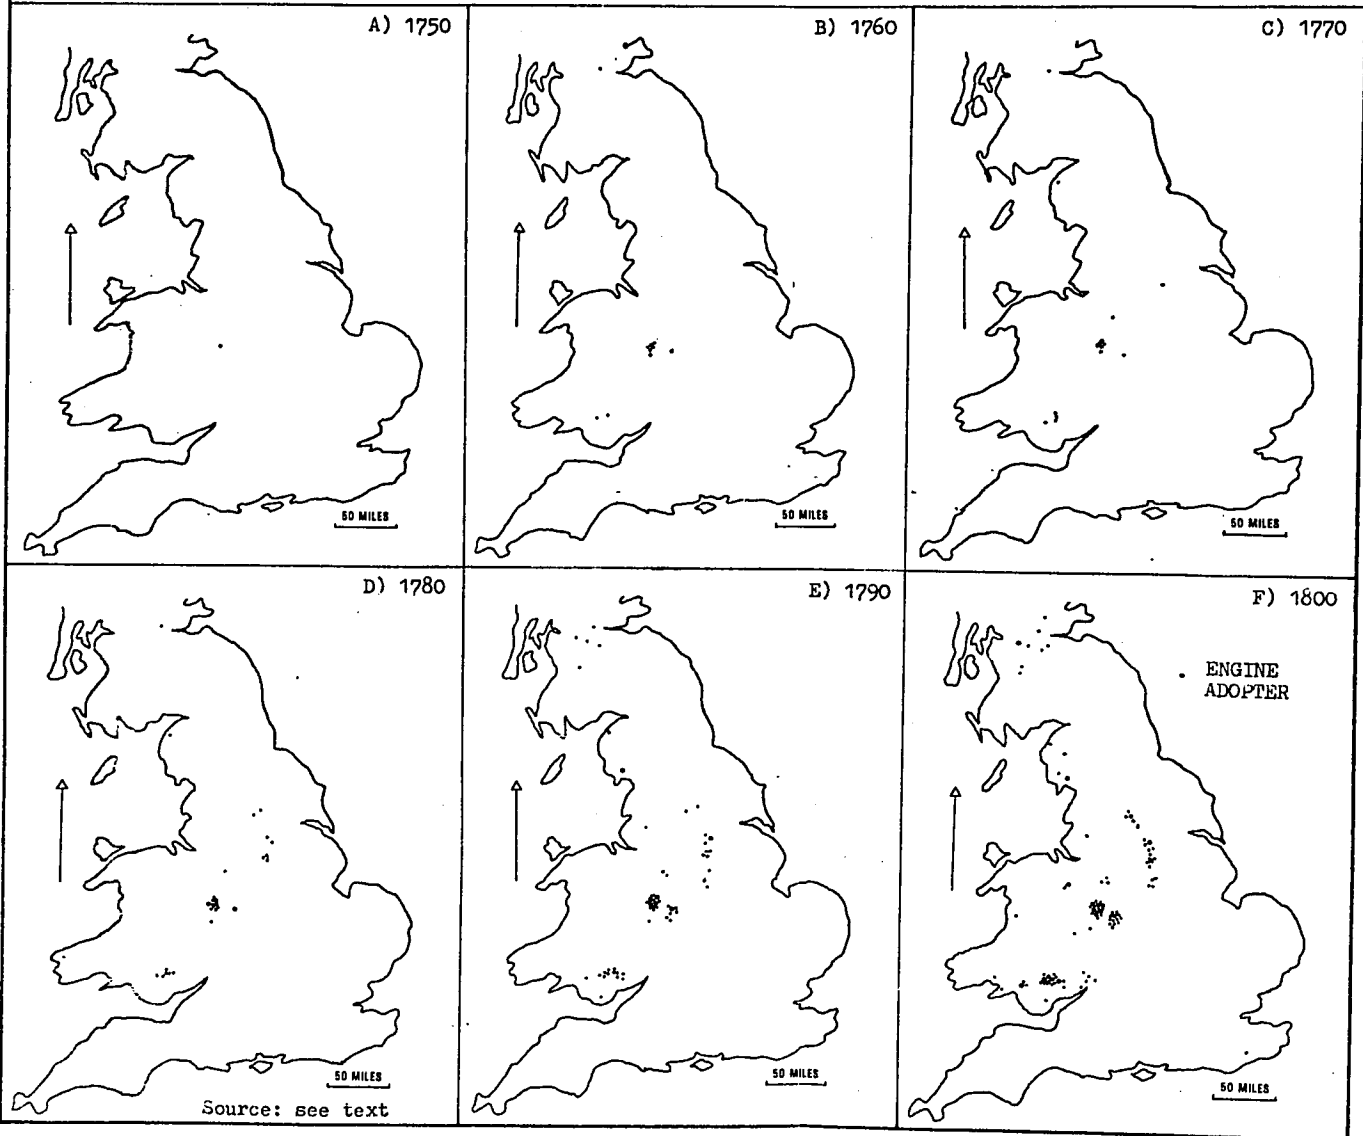 A) 1750
50 MILES
B) 1760
50 MILES
C) 1770
50 MILES
D) 1780
50 MILES
Source: see text
E) 1790
50 MILES
F) 1800
ENGINE
ADOPTER
50 MILES